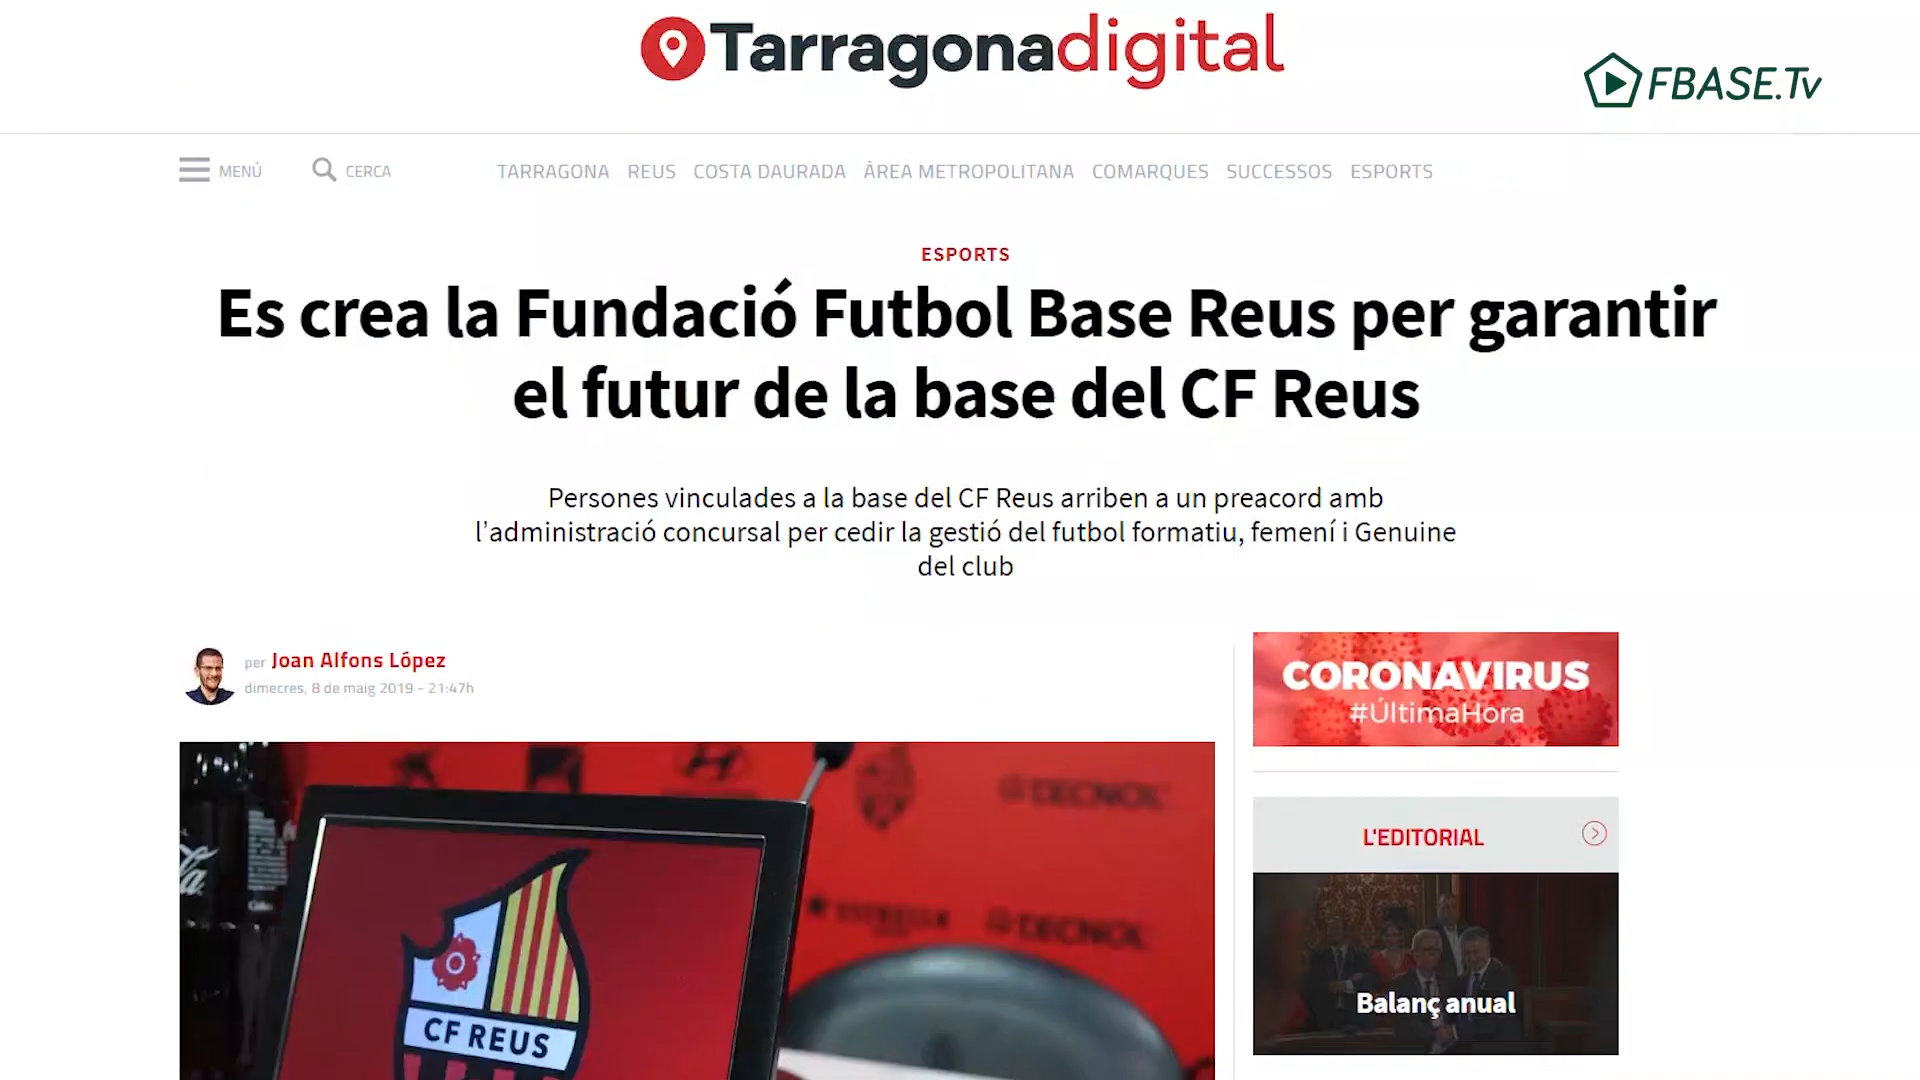 Tarragonadigital
FBASE.Tv
MENÚ
CERCA
TARRAGONA REUS COSTA DAURADA ÀREA METROPOLITANA COMARQUES SUCCESSOS ESPORTS
ESPORTS
Es crea la Fundació Futbol Base Reus per garantir
el futur de la base del CF Reus
Persones vinculades a la base del CF Reus arriben a un preacord amb
l’administració concursal per cedir la gestió del futbol formatiu, femení i Genuine
del club
per Joan Alfons López
dimecres, 8 de maig 2019 - 21:47h
CORONAVIRUS
#ÚltimaHora
L'EDITORIAL
Balanç anual
DECNOL
DECNOL
CF REUS